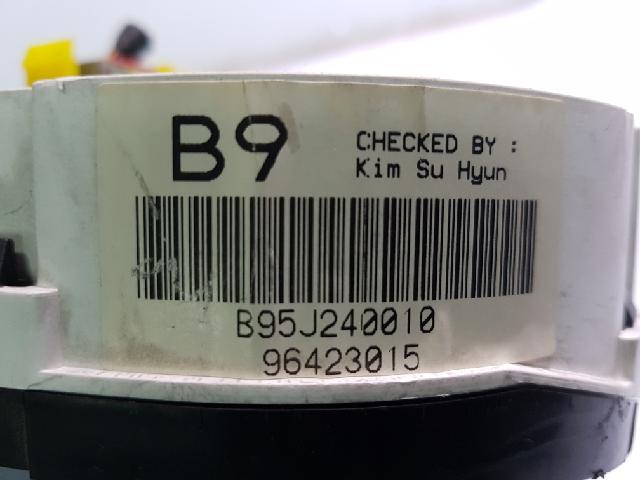 B9
CHECKED BY :
Kim Su Hyun
B95J240010
96423015